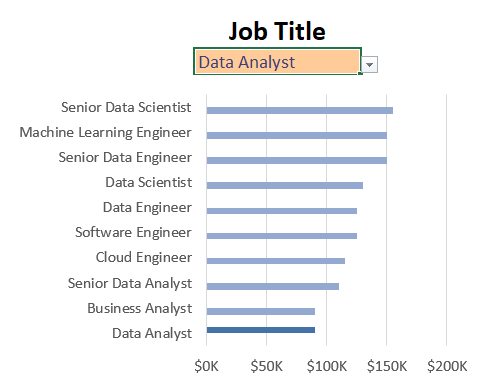 Job Title
Data Analyst
Senior Data Scientist
Machine Learning Engineer
Senior Data Engineer
Data Scientist
Data Engineer
Software Engineer
Cloud Engineer
Senior Data Analyst
Business Analyst
Data Analyst
$0K $50K $100K $150K $200K